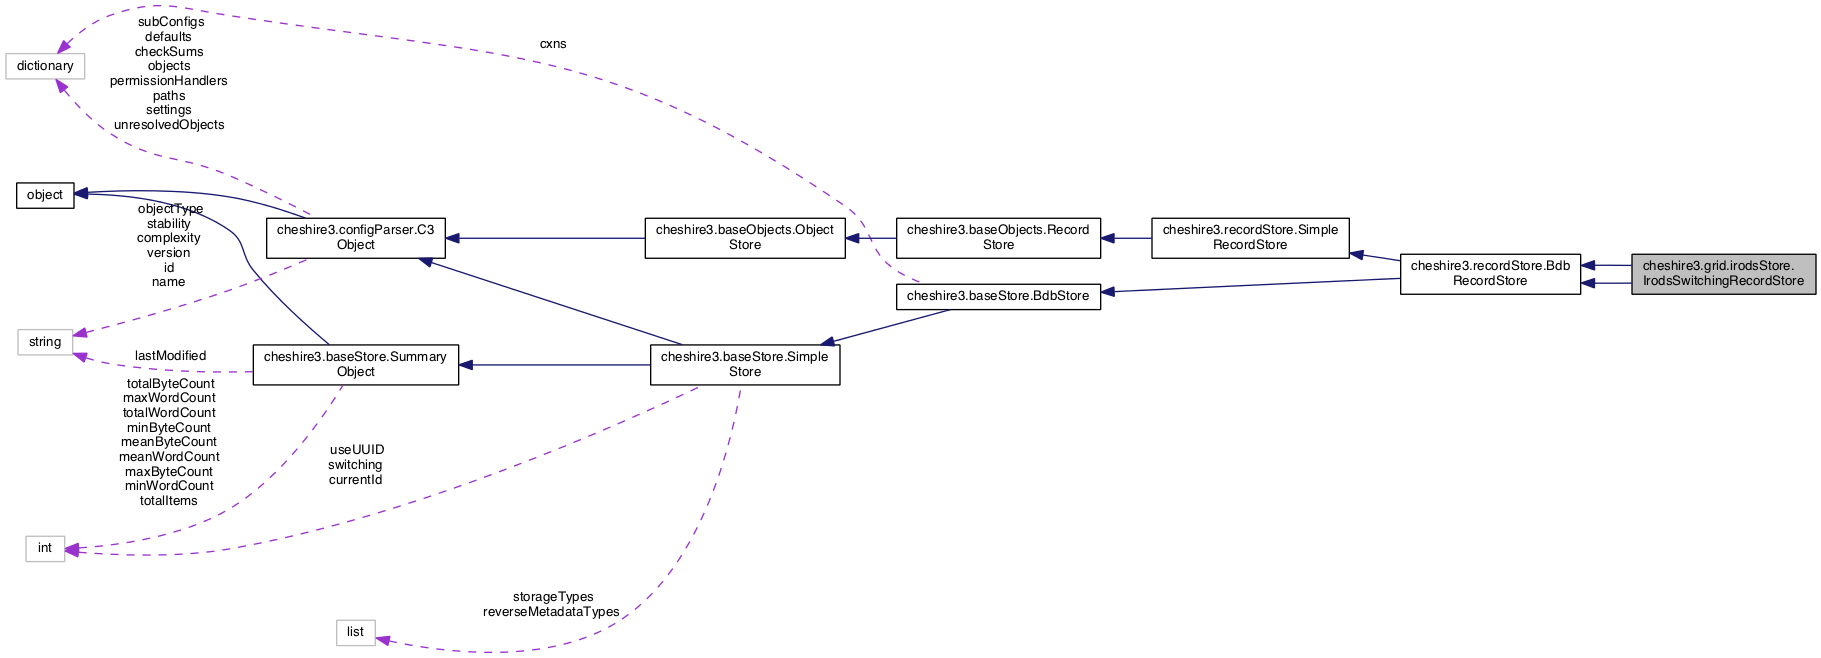 subConfigs
defaults
checkSums
objects
permissionHandlers
paths
settings
unresolvedObjects
cxns
dictionary
object
objectType
stability
complexity
version
id
name
cheshire3.configParser.C3
Object
cheshire3.baseObjects.Object
Store
cheshire3.baseObjects.Record
Store
cheshire3.recordStore.Simple
RecordStore
cheshire3.recordStore.Bdb
RecordStore
cheshire3.grid.irodsStore.
IrodsSwitchingRecordStore
cheshire3.baseStore.BdbStore
string
lastModified
cheshire3.baseStore.Summary
Object
cheshire3.baseStore.Simple
Store
totalByteCount
maxWordCount
totalWordCount
minByteCount
meanByteCount
meanWordCount
maxByteCount
minWordCount
totalItems
useUUID
switching
currentId
int
storageTypes
reverseMetadataTypes
list